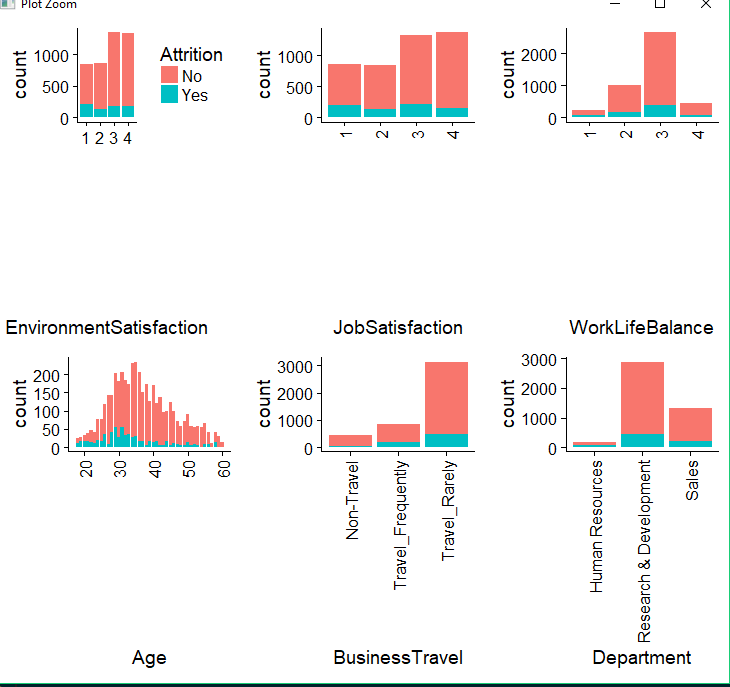 Plot Zoom
count
1000
500
0
1 2 3 4
EnvironmentSatisfaction
Attrition
No
Yes
count
1000
500
0
1 2 3 4
JobSatisfaction
count
2000
1000
0
1 2 3 4
WorkLifeBalance
count
200
150
100
50
0
20 30 40 50 60
Age
count
3000
2000
1000
0
Non-Travel
Travel_Frequently
Travel_Rarely
BusinessTravel
count
3000
2000
1000
0
Human Resources
Research & Development
Sales
Department